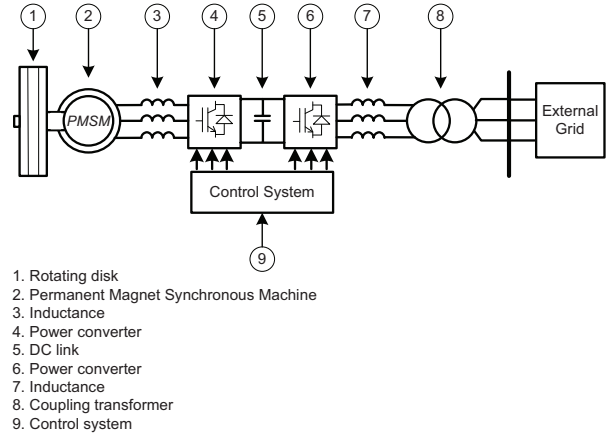 1 2 3 4 5 6 7 8
PMSM
External
Grid
Control System
9
1. Rotating disk
2. Permanent Magnet Synchronous Machine
3. Inductance
4. Power converter
5. DC link
6. Power converter
7. Inductance
8. Coupling transformer
9. Control system